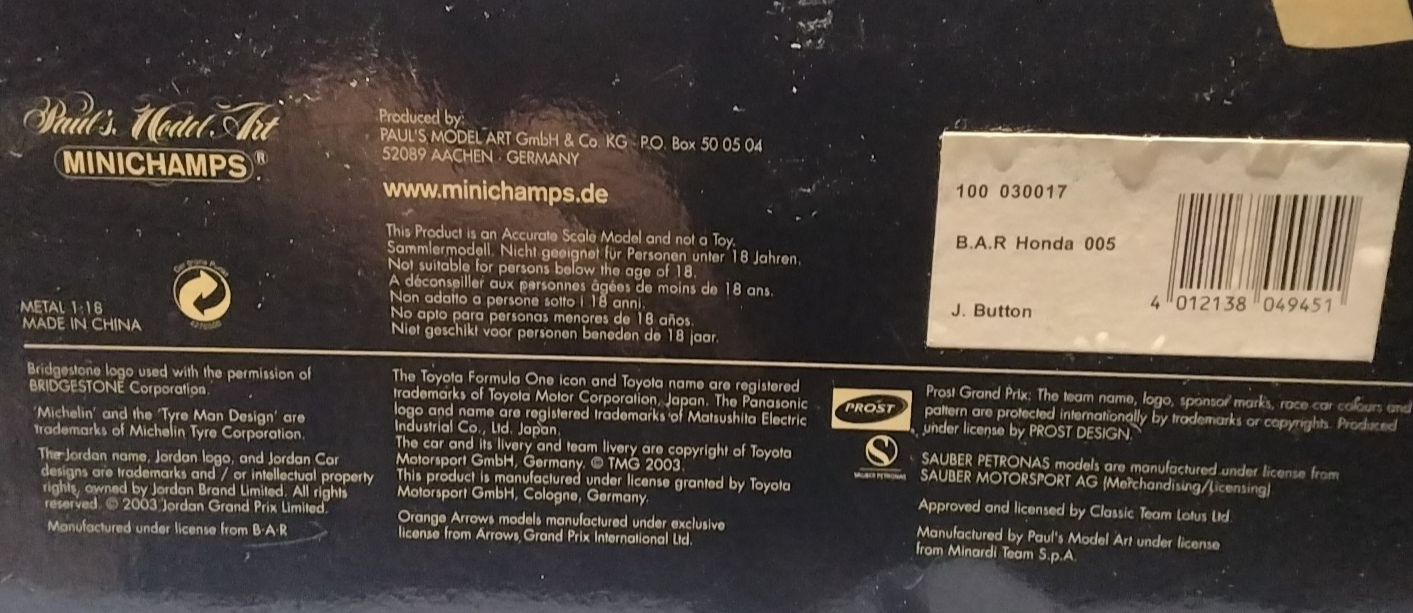 Paul's Model Art
MINICHAMPS®
METAL 1:18
MADE IN CHINA
Produced by:
PAUL'S MODEL ART GmbH & Co. KG · P.O. Box 50 05 04
52089 AACHEN · GERMANY
www.minichamps.de
This Product is an Accurate Scale Model and not a Toy.
Sammlermodell. Nicht geeignet für Personen unter 18 Jahren.
Not suitable for persons below the age of 18.
A déconseiller aux personnes âgées de moins de 18 ans.
Non adatto a persone sotto i 18 anni.
No apto para personas menores de 18 años.
Niet geschikt voor personen beneden de 18 jaar.
100 030017
B.A.R Honda 005
J. Button
4 012138 049451
Bridgestone logo used with the permission of
BRIDGESTONE Corporation.
'Michelin' and the 'Tyre Man Design' are
trademarks of Michelin Tyre Corporation.
The Jordan name, Jordan logo, and Jordan Car
designs are trademarks and / or intellectual property
rights, owned by Jordan Brand Limited. All rights
reserved. © 2003 Jordan Grand Prix Limited.
Manufactured under license from B·A·R
The Toyota Formula One icon and Toyota name are registered
trademarks of Toyota Motor Corporation, Japan. The Panasonic
logo and name are registered trademarks of Matsushita Electric
Industrial Co., Ltd. Japan.
The car and its livery and team livery are copyright of Toyota
Motorsport GmbH, Germany. © TMG 2003.
This product is manufactured under license granted by Toyota
Motorsport GmbH, Cologne, Germany.
Orange Arrows models manufactured under exclusive
license from Arrows Grand Prix International Ltd.
PROST
Prost Grand Prix: The team name, logo, sponsor marks, race car colours and
pattern are protected internationally by trademarks or copyrights. Produced
under license by PROST DESIGN.
S
SAUBER PETRONAS
SAUBER PETRONAS models are manufactured under license from
SAUBER MOTORSPORT AG (Merchandising/Licensing)
Approved and licensed by Classic Team Lotus Ltd.
Manufactured by Paul's Model Art under license
from Minardi Team S.p.A.